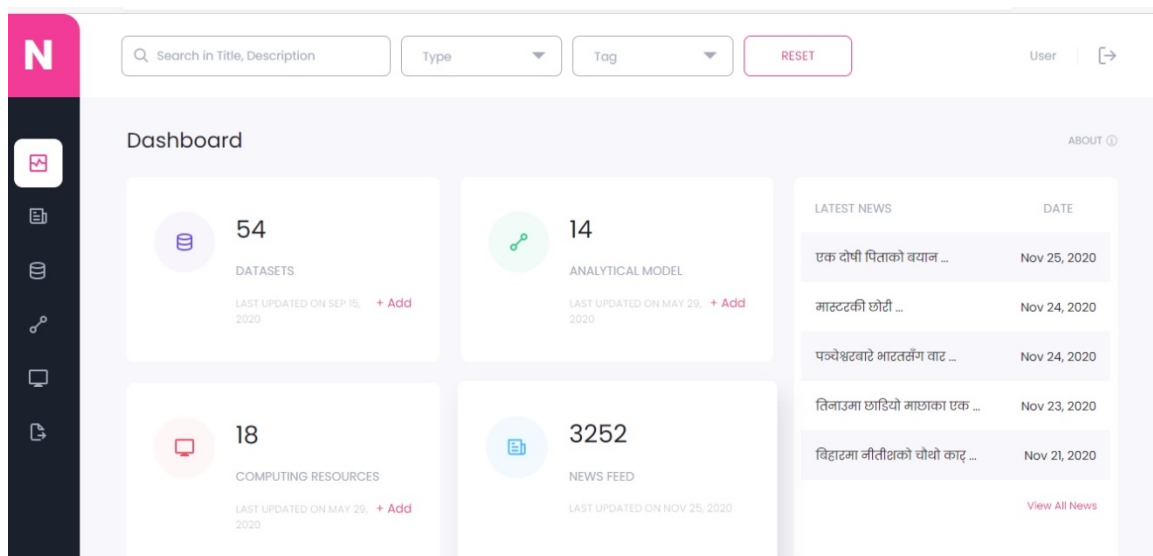 N
Search in Title, Description
Type
Tag
RESET
User
Dashboard
ABOUT
54
DATASETS
LAST UPDATED ON SEP 15, 2020
+ Add
14
ANALYTICAL MODEL
LAST UPDATED ON MAY 29, 2020
+ Add
18
COMPUTING RESOURCES
LAST UPDATED ON MAY 29, 2020
+ Add
3252
NEWS FEED
LAST UPDATED ON NOV 25, 2020
LATEST NEWS DATE
एक दोषी पिताको बयान ... Nov 25, 2020
मास्टरकी छोरी ... Nov 24, 2020
पञ्चेश्वरबारे भारतसँग वार ... Nov 24, 2020
तिनाउमा छाडियो माछाका एक ... Nov 23, 2020
बिहारमा नीतीशको चौथो कार् ... Nov 21, 2020
View All News